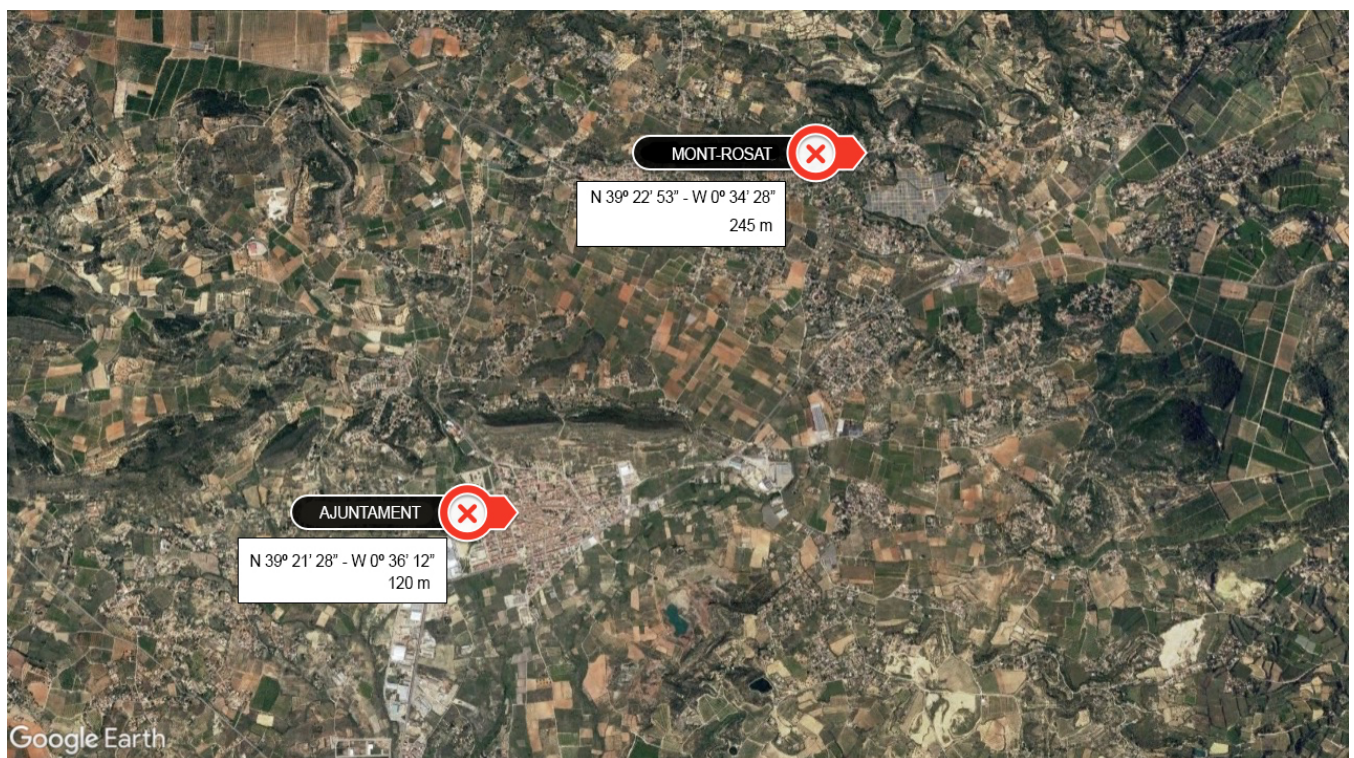 MONT-ROSAT
N 39º 22’ 53” - W 0º 34’ 28”
245 m
AJUNTAMENT
N 39º 21’ 28” - W 0º 36’ 12”
120 m
Google Earth